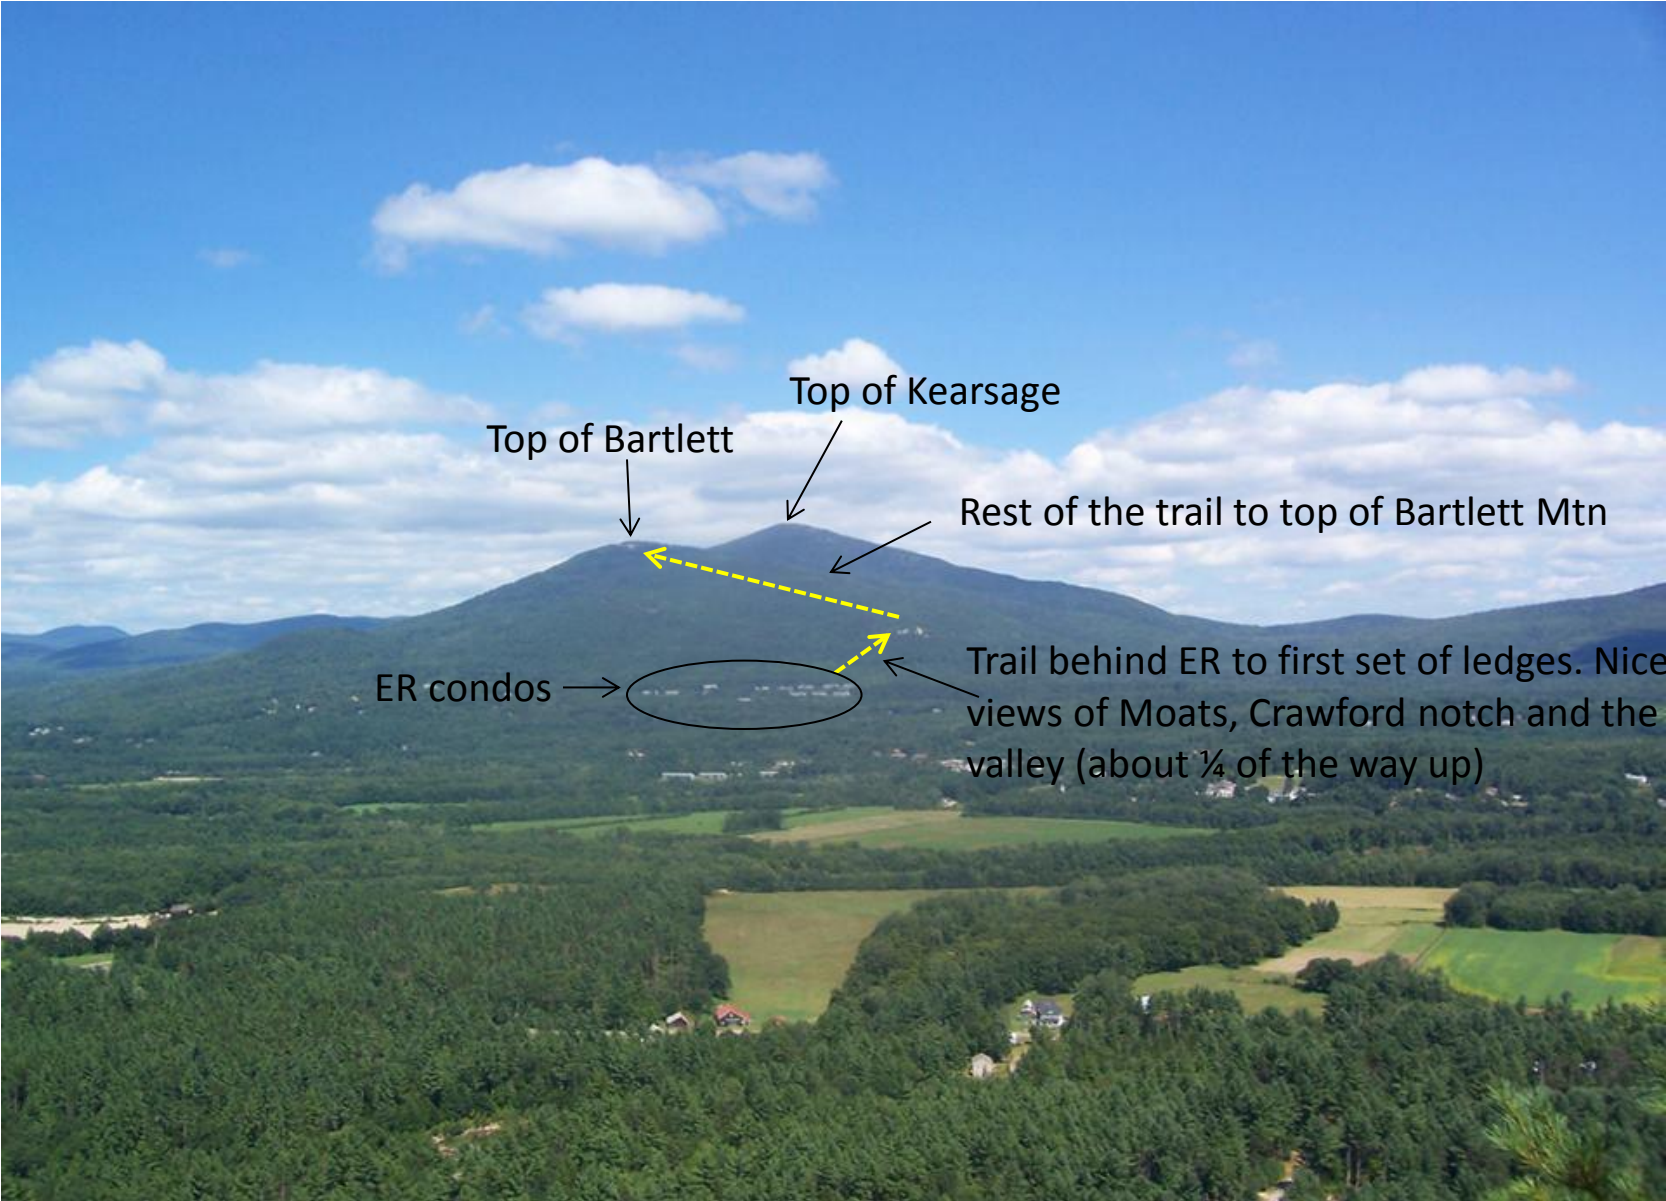 Top of Kearsage
Top of Bartlett
Rest of the trail to top of Bartlett Mtn
Trail behind ER to first set of ledges. Nice
views of Moats, Crawford notch and the
valley (about ¼ of the way up)
ER condos